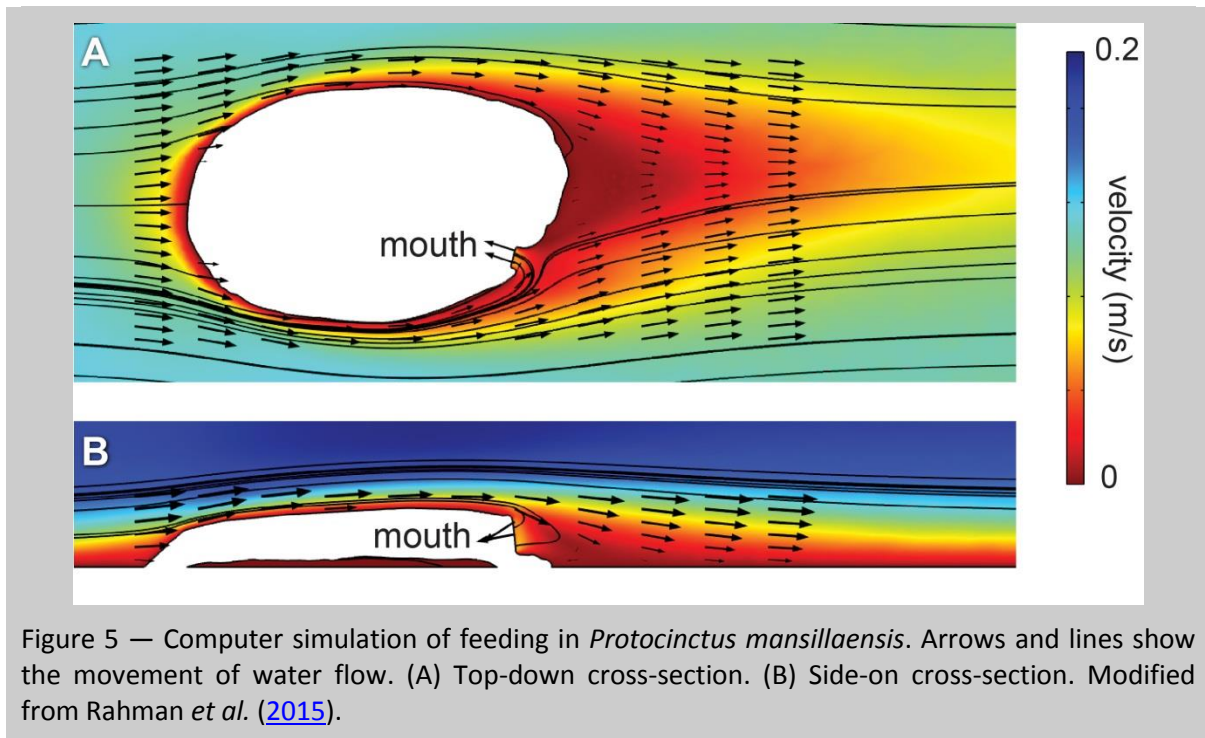 A
mouth
0.2
velocity (m/s)
0
B
mouth
Figure 5 — Computer simulation of feeding in Protocinctus mansillaensis. Arrows and lines show
the movement of water flow. (A) Top-down cross-section. (B) Side-on cross-section. Modified
from Rahman et al. (2015).